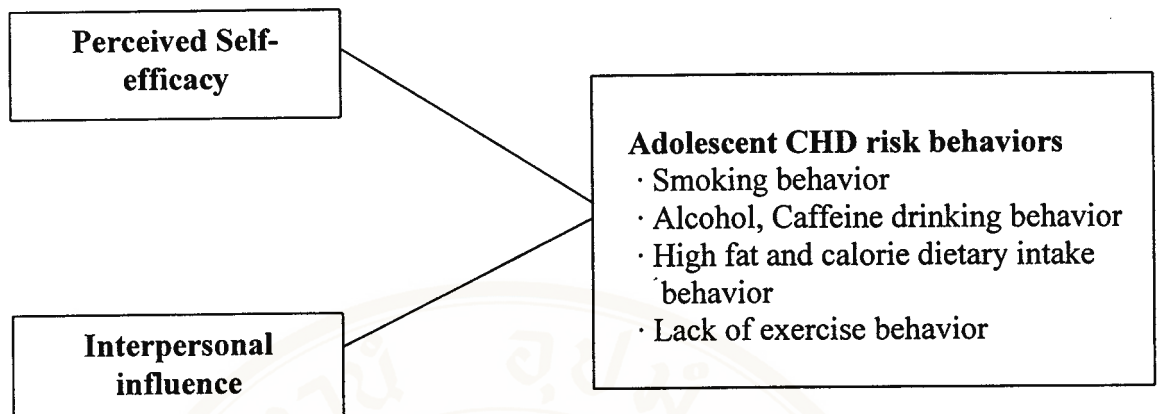 Perceived Self-
efficacy
Adolescent CHD risk behaviors
· Smoking behavior
· Alcohol, Caffeine drinking behavior
· High fat and calorie dietary intake
behavior
· Lack of exercise behavior
Interpersonal
influence